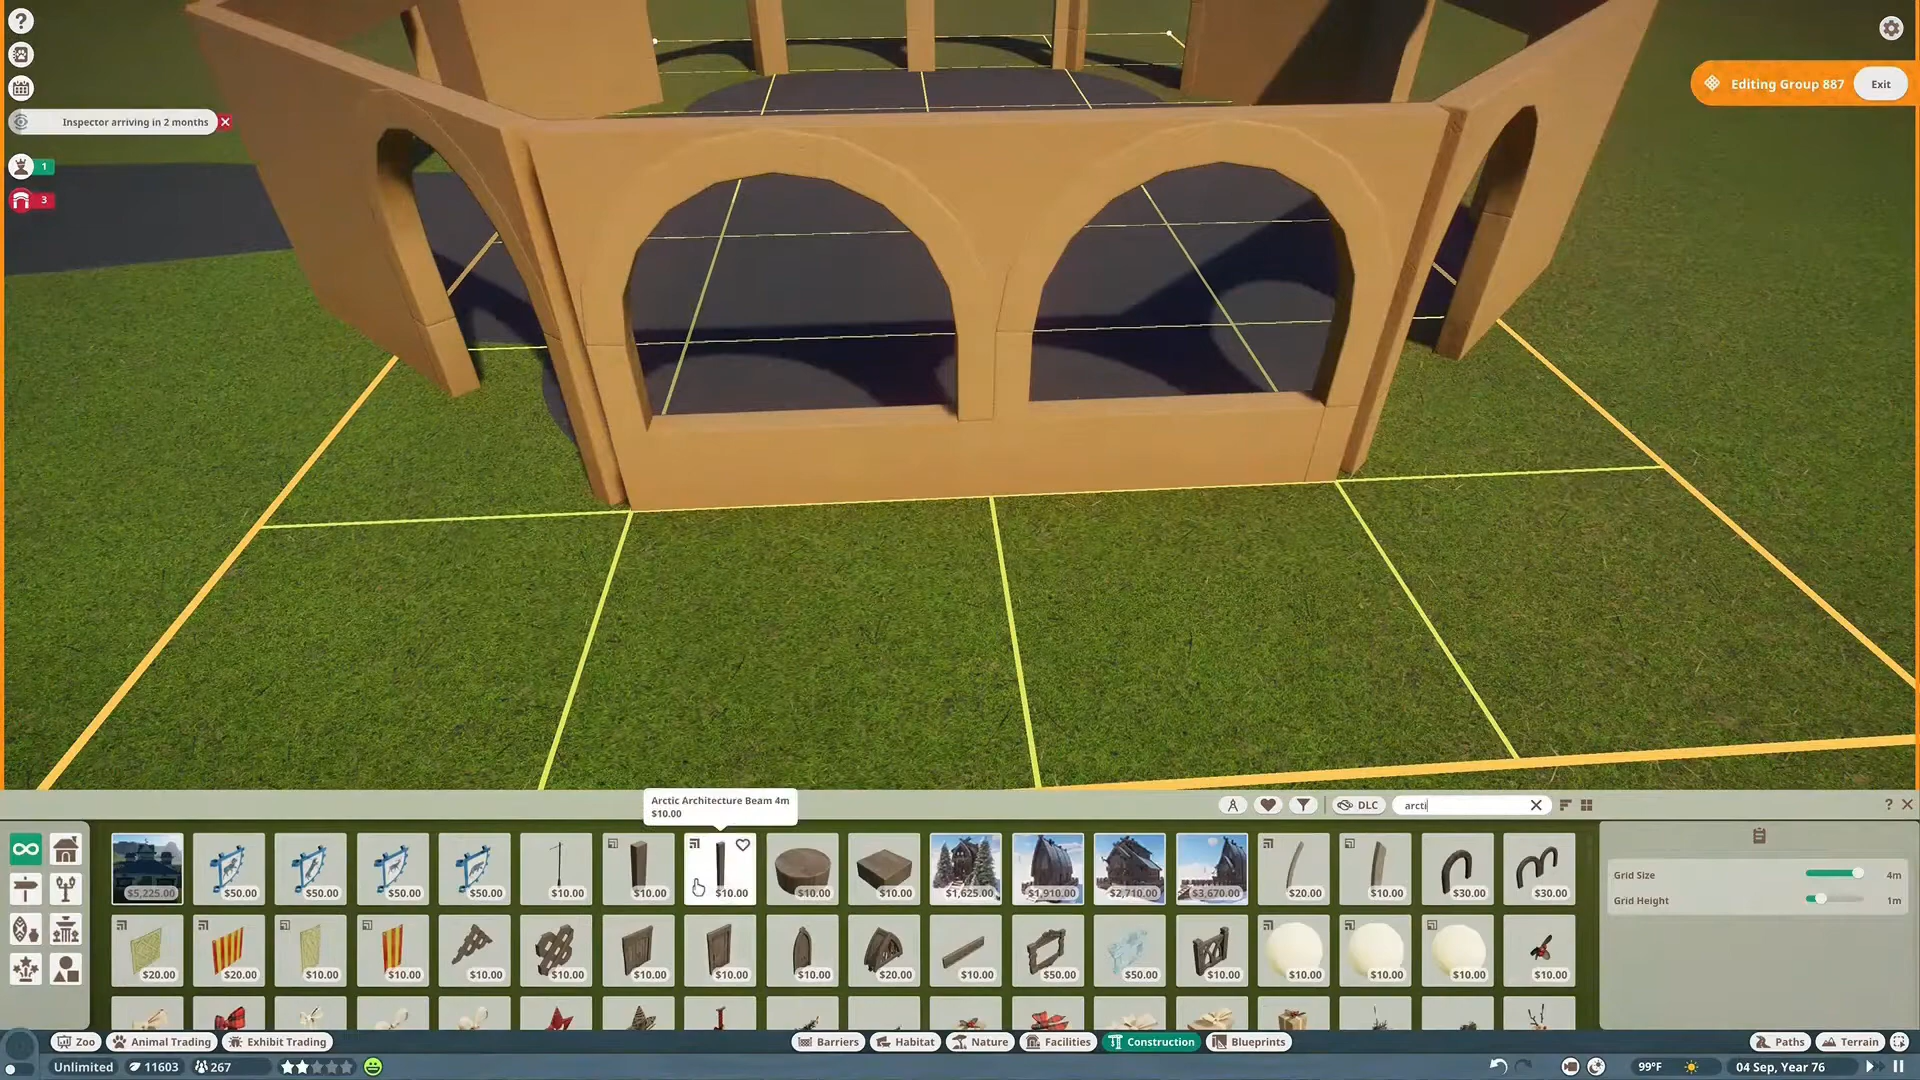 ?
Editing Group 887
Exit
Inspector arriving in 2 months
1
3
Arctic Architecture Beam 4m
$10.00
DLC
arcti
?
$5,225.00
$50.00
$50.00
$50.00
$50.00
$10.00
$10.00
$10.00
$10.00
$10.00
$1,625.00
$1,910.00
$2,710.00
$3,670.00
$20.00
$10.00
$30.00
$30.00
Grid Size
4m
Grid Height
1m
$20.00
$20.00
$10.00
$10.00
$10.00
$10.00
$10.00
$10.00
$10.00
$20.00
$10.00
$50.00
$50.00
$10.00
$10.00
$10.00
$10.00
$10.00
Zoo
Animal Trading
Exhibit Trading
Barriers
Habitat
Nature
Facilities
Construction
Blueprints
Paths
Terrain
Unlimited
11603
267
99°F
04 Sep, Year 76